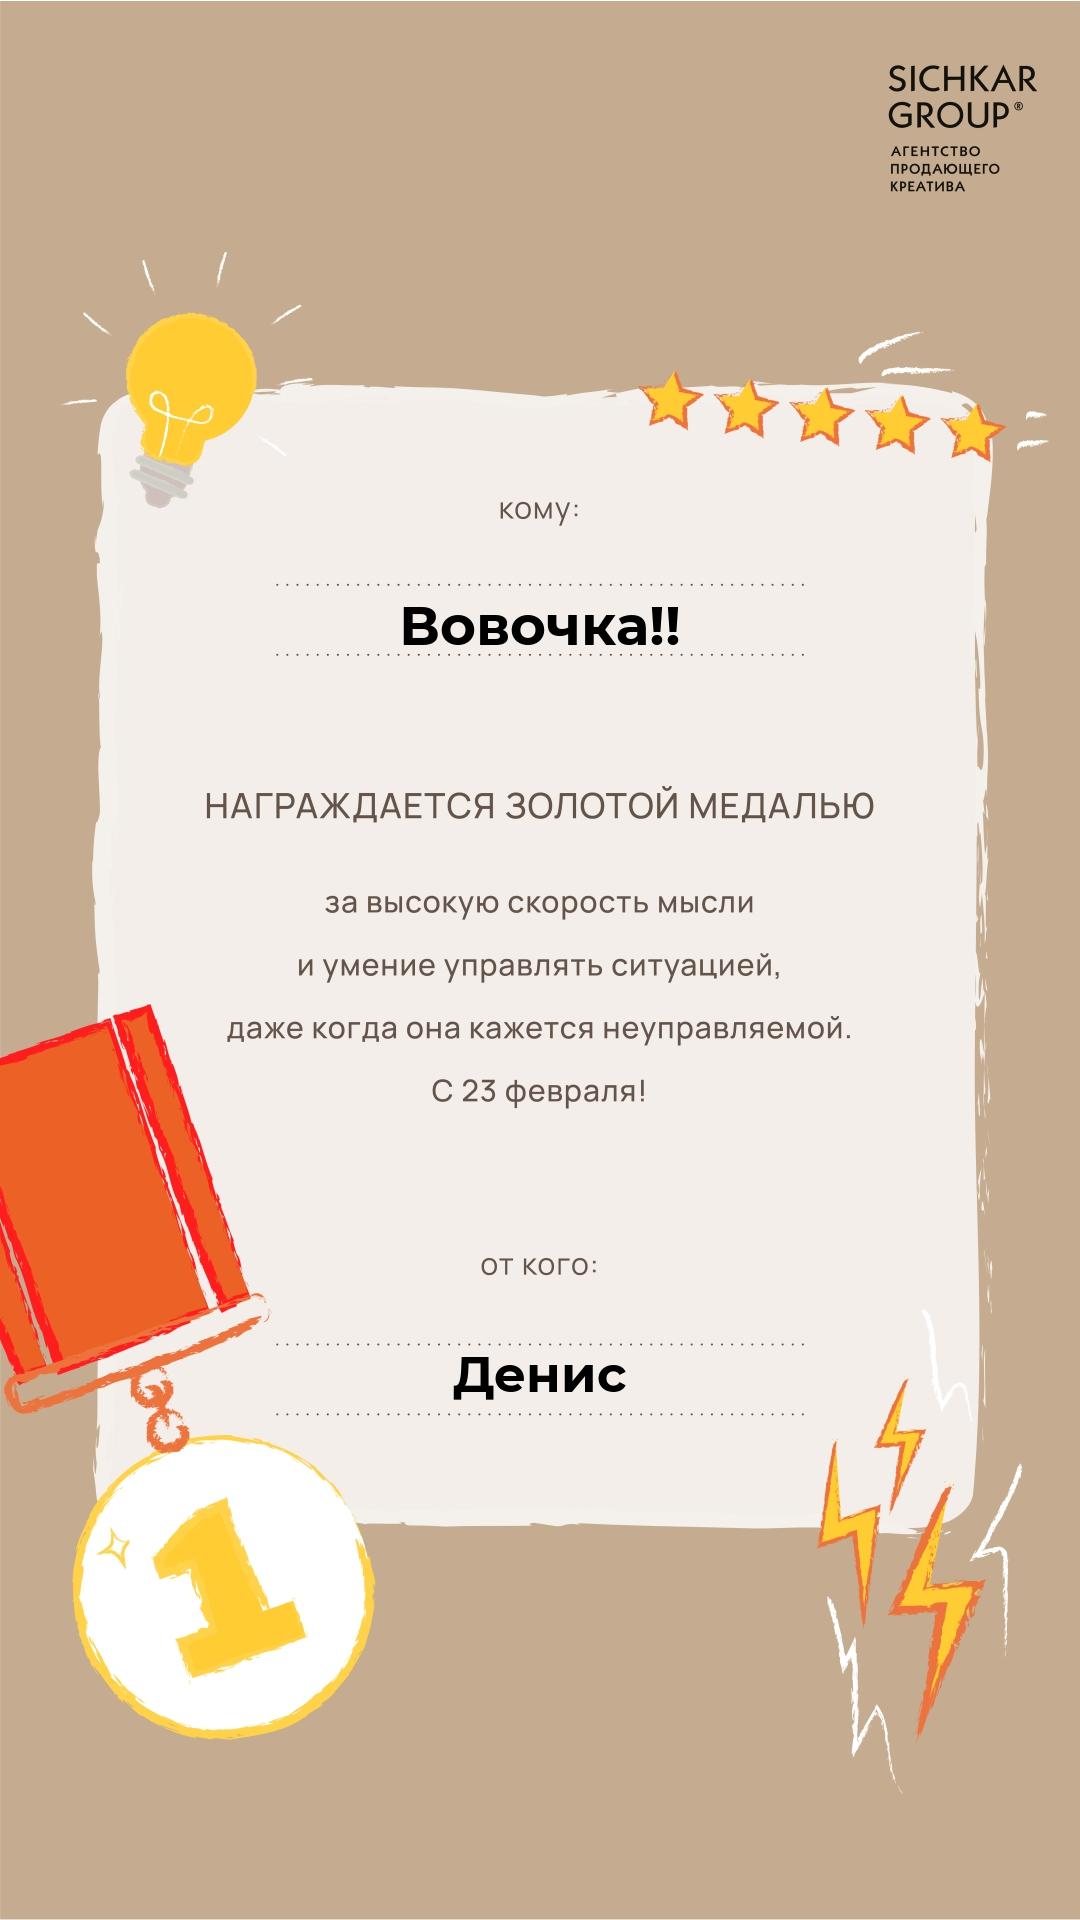 SICHKAR
GROUP®
АГЕНТСТВО
ПРОДАЮЩЕГО
КРЕАТИВА
кому:
Вовочка!!
НАГРАЖДАЕТСЯ ЗОЛОТОЙ МЕДАЛЬЮ
за высокую скорость мысли
и умение управлять ситуацией,
даже когда она кажется неуправляемой.
С 23 февраля!
от кого:
Денис
1